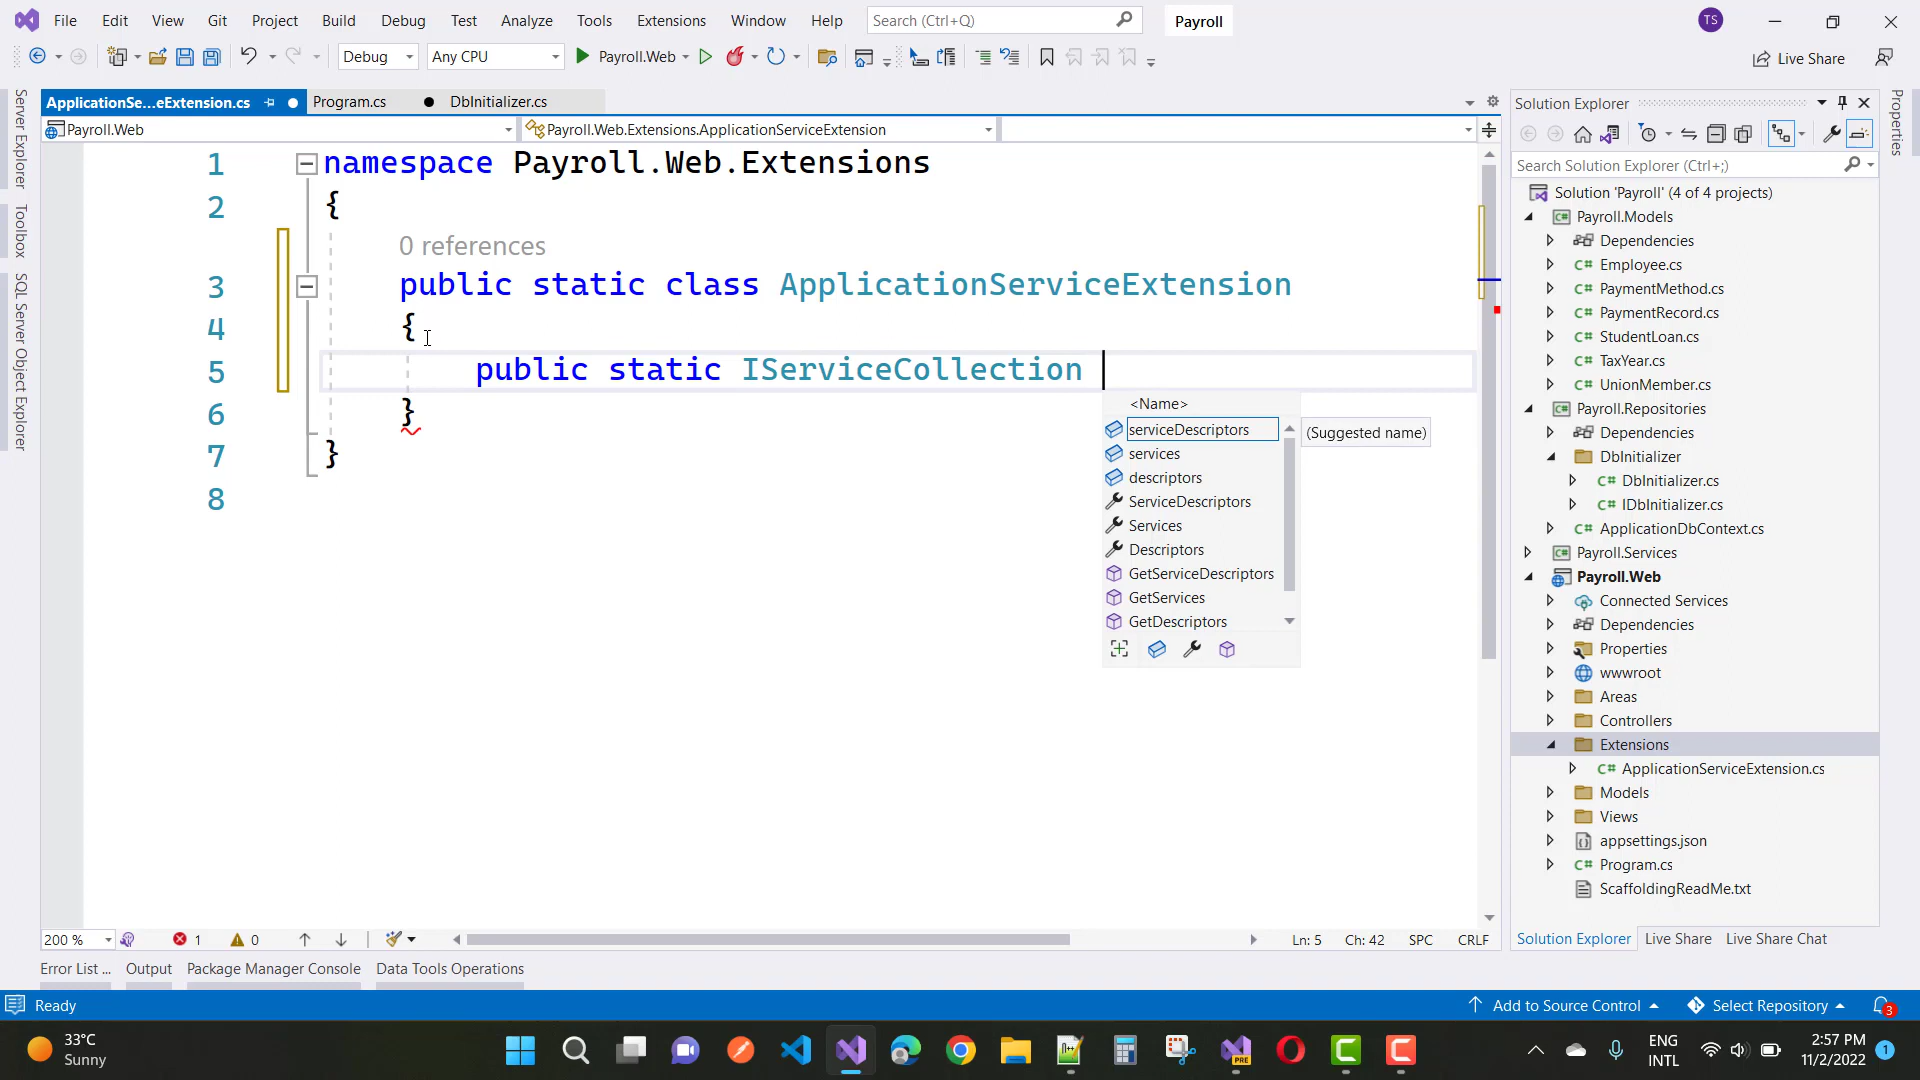 File Edit View Git Project Build Debug Test Analyze Tools Extensions Window Help Search (Ctrl+Q) Payroll TS
Debug Any CPU Payroll.Web Live Share
ApplicationSe...eExtension.cs Program.cs DbInitializer.cs
Payroll.Web Payroll.Web.Extensions.ApplicationServiceExtension
Server Explorer
Toolbox
SQL Server Object Explorer
1 namespace Payroll.Web.Extensions
2 {
0 references
3 public static class ApplicationServiceExtension
4 {
5 public static IServiceCollection
6 }
7 }
8
<Name>
serviceDescriptors (Suggested name)
services
descriptors
ServiceDescriptors
Services
Descriptors
GetServiceDescriptors
GetServices
GetDescriptors
200 % 1 0 Ln: 5 Ch: 42 SPC CRLF
Solution Explorer
Search Solution Explorer (Ctrl+;)
Solution 'Payroll' (4 of 4 projects)
Payroll.Models
Dependencies
Employee.cs
PaymentMethod.cs
PaymentRecord.cs
StudentLoan.cs
TaxYear.cs
UnionMember.cs
Payroll.Repositories
Dependencies
DbInitializer
DbInitializer.cs
IDbInitializer.cs
ApplicationDbContext.cs
Payroll.Services
Payroll.Web
Connected Services
Dependencies
Properties
wwwroot
Areas
Controllers
Extensions
ApplicationServiceExtension.cs
Models
Views
appsettings.json
Program.cs
ScaffoldingReadMe.txt
Solution Explorer Live Share Live Share Chat
Properties
Error List ... Output Package Manager Console Data Tools Operations
Ready Add to Source Control Select Repository 3
33°C
Sunny
PRE
ENG
INTL
2:57 PM
11/2/2022
1